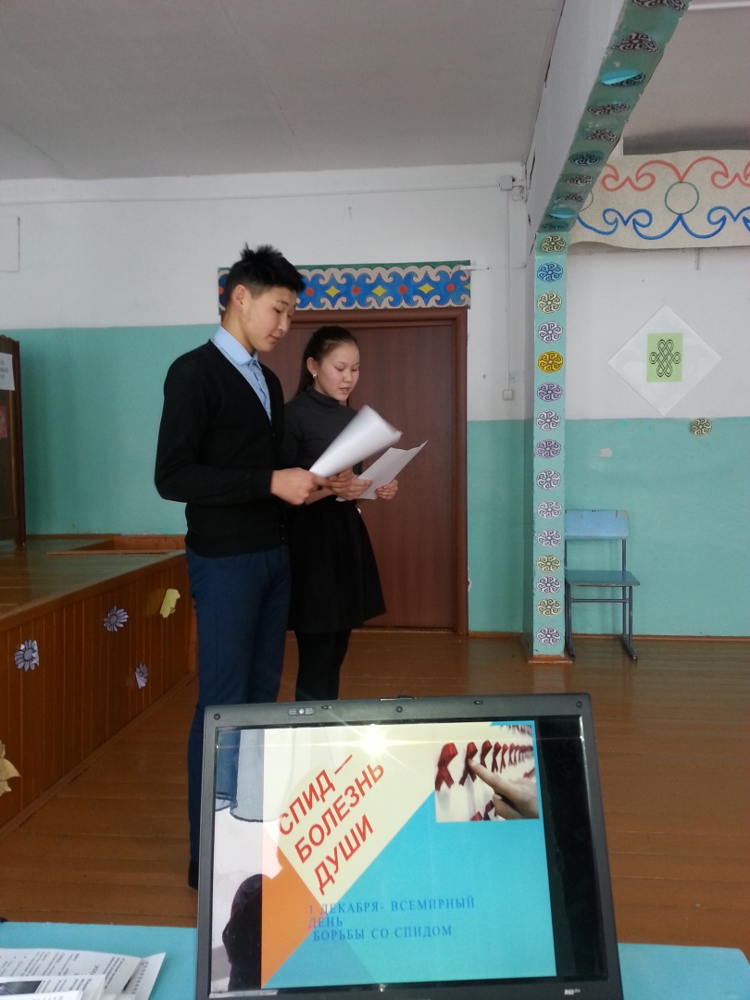 СПИД —
БОЛЕЗНЬ
ДУШИ
1 ДЕКАБРЯ- ВСЕМИРНЫЙ
ДЕНЬ
БОРЬБЫ СО СПИДОМ